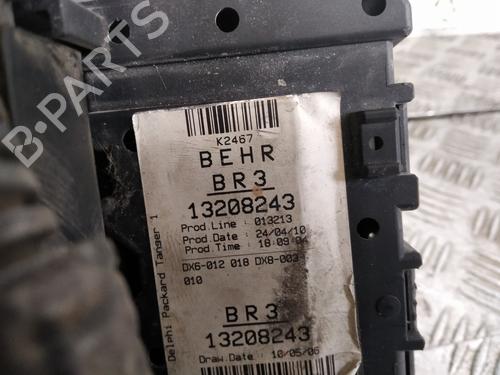 B-PARTS
K2467
BEHR
BR3
13208243
Prod.Line : 013213
Prod.Date : 24/04/10
Prod.Time : 18:09:04
DX6-012 018 DX8-003
010
BR3
13208243
Draw.Date : 10/05/06
Delphi Packard Tanger 1